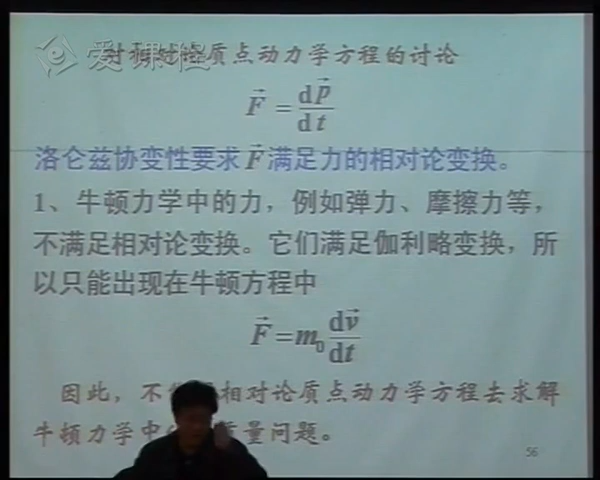 爱课程
对相对论质点动力学方程的讨论
F⃗ = dp⃗/dt
洛仑兹协变性要求F⃗满足力的相对论变换。
1、牛顿力学中的力，例如弹力、摩擦力等，
不满足相对论变换。它们满足伽利略变换，所
以只能出现在牛顿方程中
F⃗ = m₀ dv⃗/dt
因此，不 相对论质点动力学方程去求解
牛顿力学中 质量问题。
56